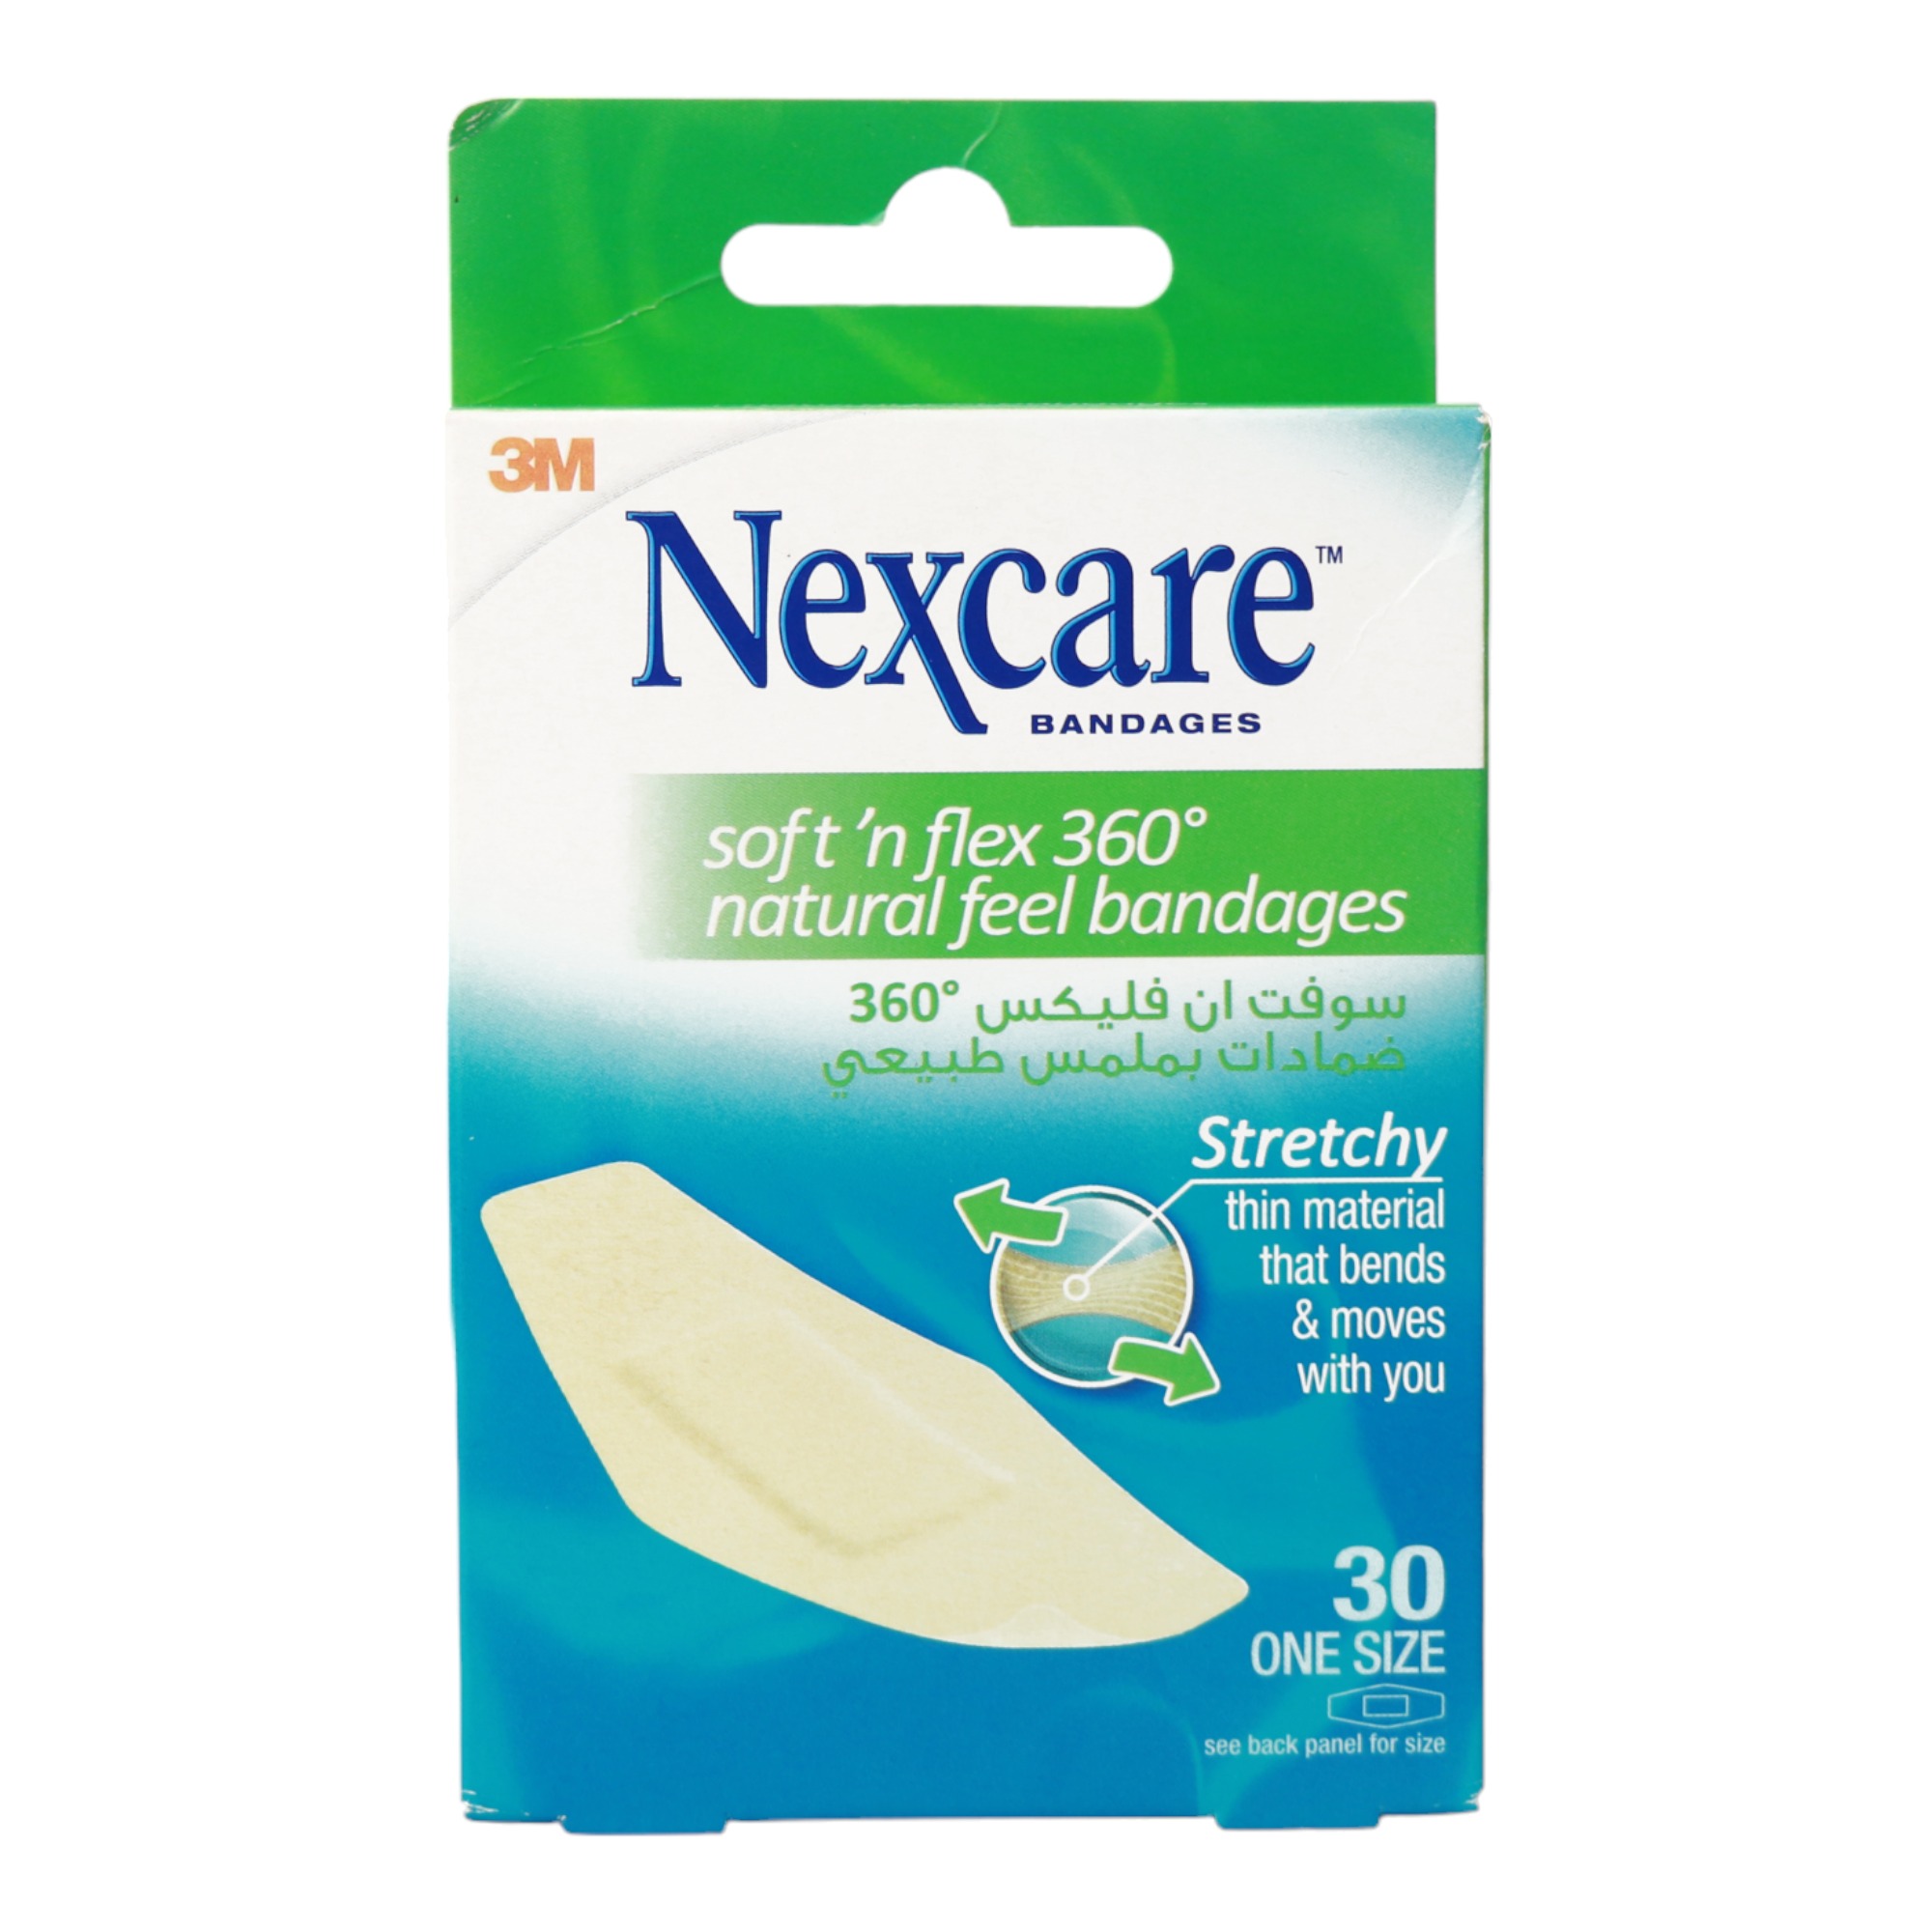 3M
Nexcare™
BANDAGES
soft 'n flex 360°
natural feel bandages
سوفت ان فليكس °360
ضمادات بملمس طبيعي
Stretchy
thin material
that bends
& moves
with you
30
ONE SIZE
see back panel for size